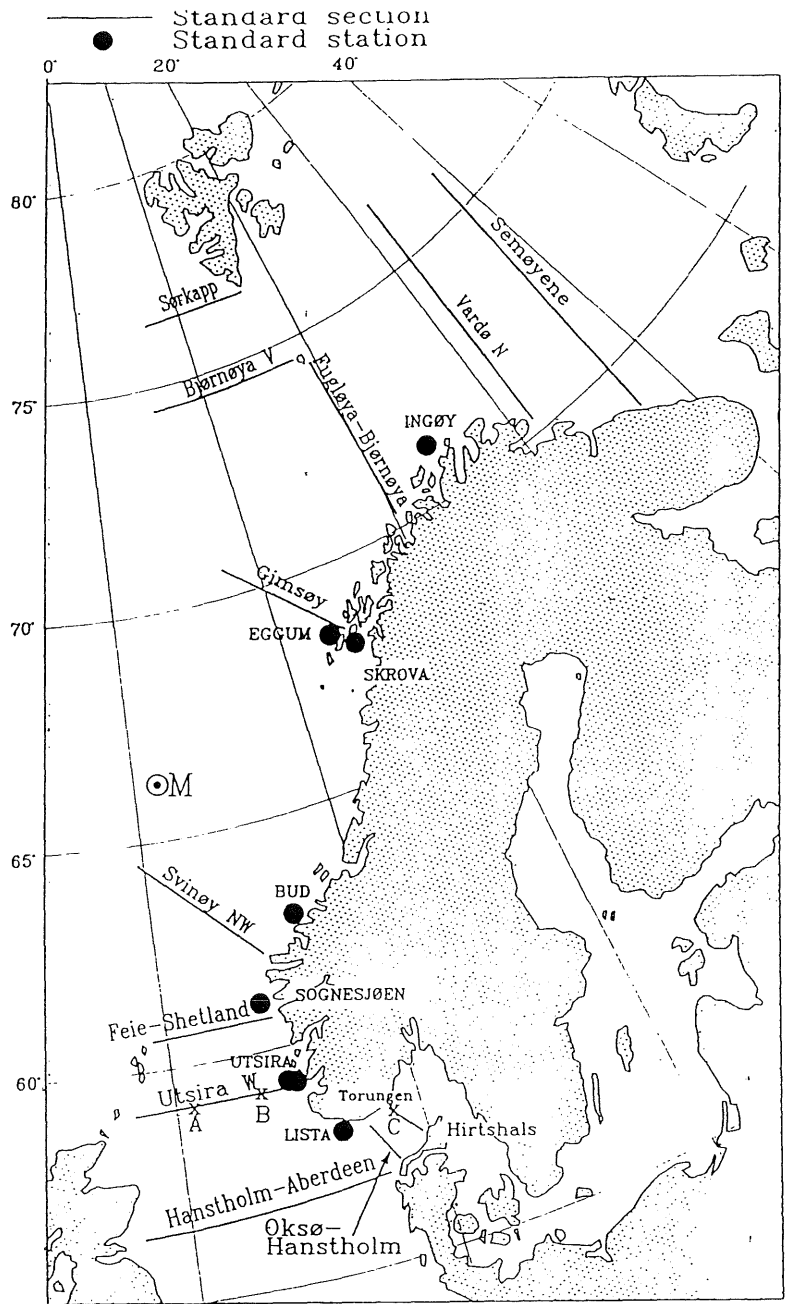 Standard section
Standard station
0° 20° 40°
80°
75°
70°
65°
60°
Sørkapp
Bjørnøya V
Fugløya-Bjørnøya
Vardø N
Semøyene
INGØY
Gimsøy
EGGUM
SKROVA
M
Svinøy NW
BUD
SOGNESJØEN
Feie-Shetland
UTSIRA
Utsira W
A
B
Torungen
C
Hirtshals
LISTA
Hanstholm-Aberdeen
Oksø-
Hanstholm